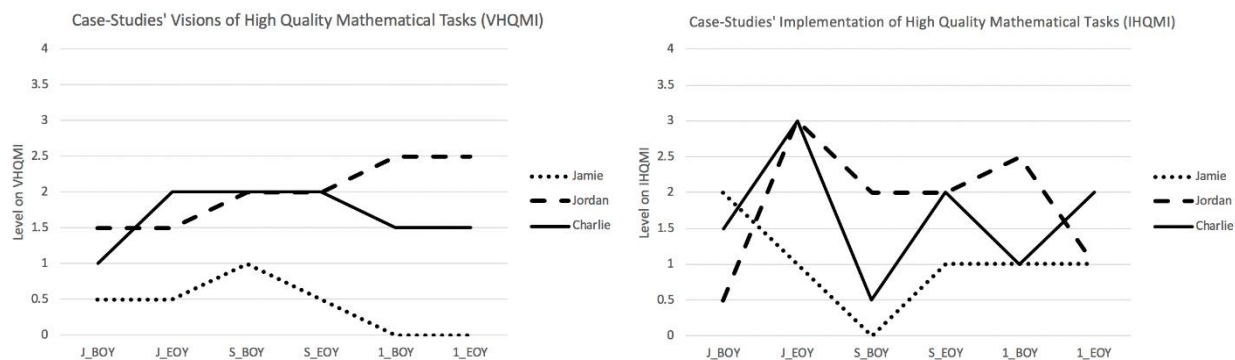 Case-Studies' Visions of High Quality Mathematical Tasks (VHQMI)
4
3.5
3
2.5
2
1.5
1
0.5
0
Level on VHQMI
J_BOY J_EOY S_BOY S_EOY 1_BOY 1_EOY
Jamie
Jordan
Charlie
Case-Studies' Implementation of High Quality Mathematical Tasks (IHQMI)
4
3.5
3
2.5
2
1.5
1
0.5
0
Level on IHQMI
J_BOY J_EOY S_BOY S_EOY 1_BOY 1_EOY
Jamie
Jordan
Charlie